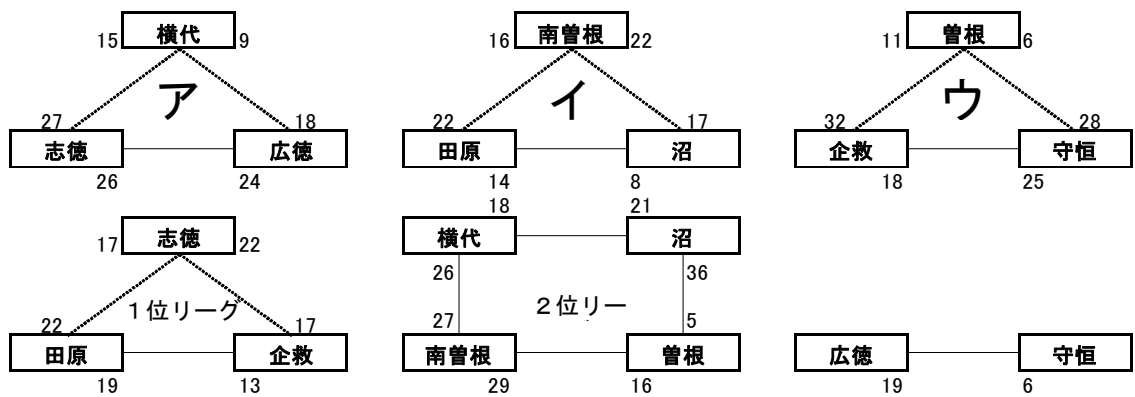 15 横代 9
ア
27 18
志徳 広徳
26 24
16 南曽根 22
イ
22 17
田原 沼
14 8
11 曽根 6
ウ
32 28
企救 守恒
18 25
17 志徳 22
1位リーグ
22 17
田原 企救
19 13
18 21
横代 沼
26 36
2位リー
27 5
南曽根 曽根
29 16
広徳 守恒
19 6